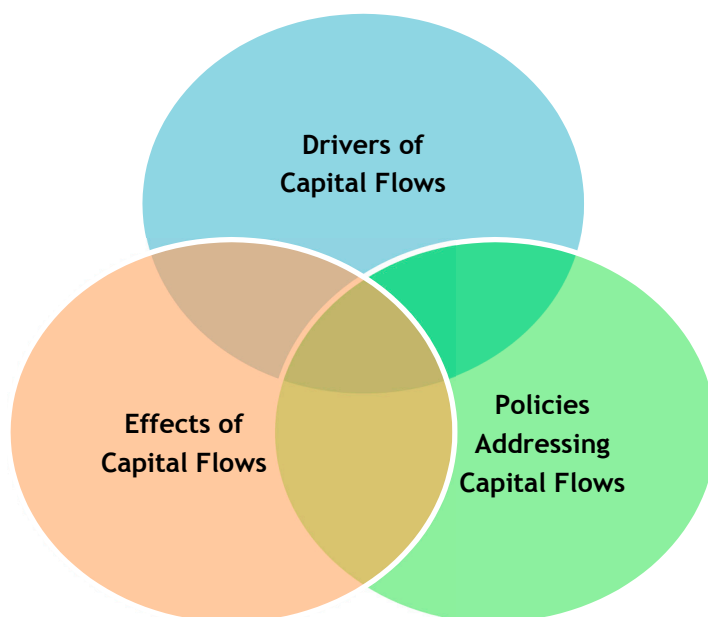 Drivers of
Capital Flows
Effects of
Capital Flows
Policies
Addressing
Capital Flows